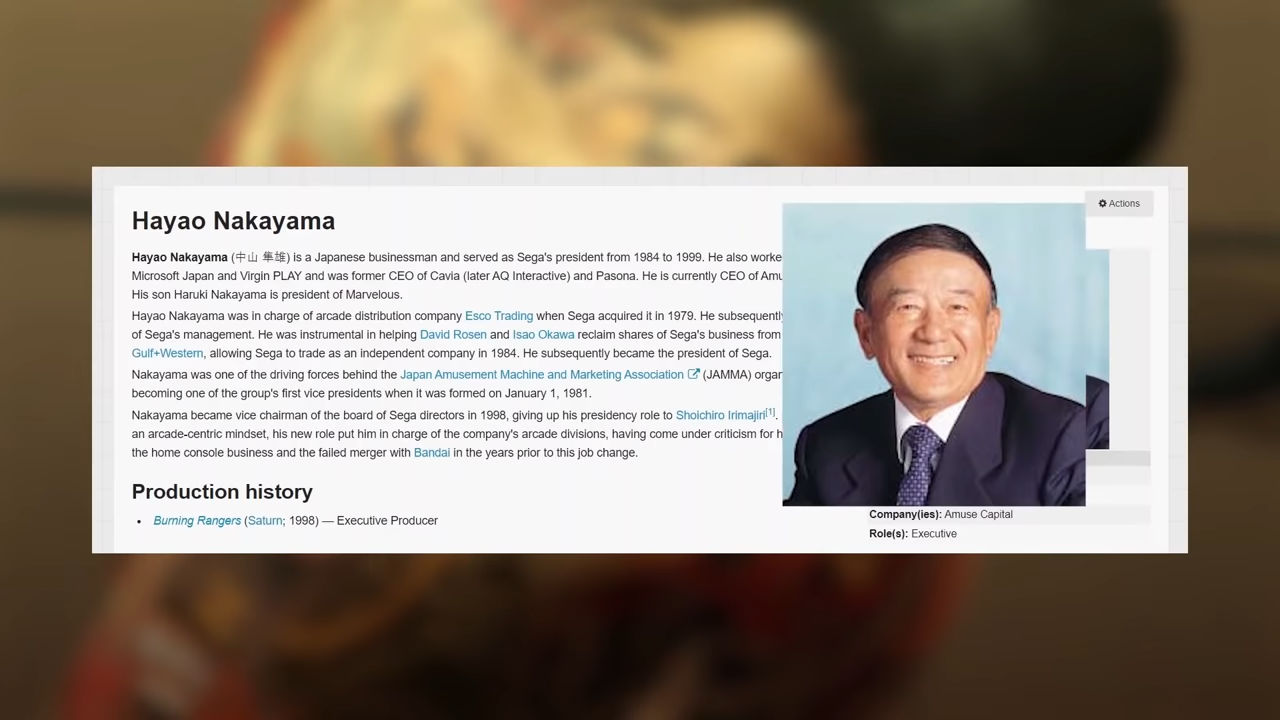 Actions
Hayao Nakayama
Hayao Nakayama (中山 隼雄) is a Japanese businessman and served as Sega's president from 1984 to 1999. He also worke
Microsoft Japan and Virgin PLAY and was former CEO of Cavia (later AQ Interactive) and Pasona. He is currently CEO of Amu
His son Haruki Nakayama is president of Marvelous.
Hayao Nakayama was in charge of arcade distribution company Esco Trading when Sega acquired it in 1979. He subsequently
of Sega's management. He was instrumental in helping David Rosen and Isao Okawa reclaim shares of Sega's business from
Gulf+Western, allowing Sega to trade as an independent company in 1984. He subsequently became the president of Sega.
Nakayama was one of the driving forces behind the Japan Amusement Machine and Marketing Association (JAMMA) organ
becoming one of the group's first vice presidents when it was formed on January 1, 1981.
Nakayama became vice chairman of the board of Sega directors in 1998, giving up his presidency role to Shoichiro Irimajiri[1].
an arcade-centric mindset, his new role put him in charge of the company's arcade divisions, having come under criticism for h
the home console business and the failed merger with Bandai in the years prior to this job change.
Production history
• Burning Rangers (Saturn; 1998) — Executive Producer
Company(ies): Amuse Capital
Role(s): Executive